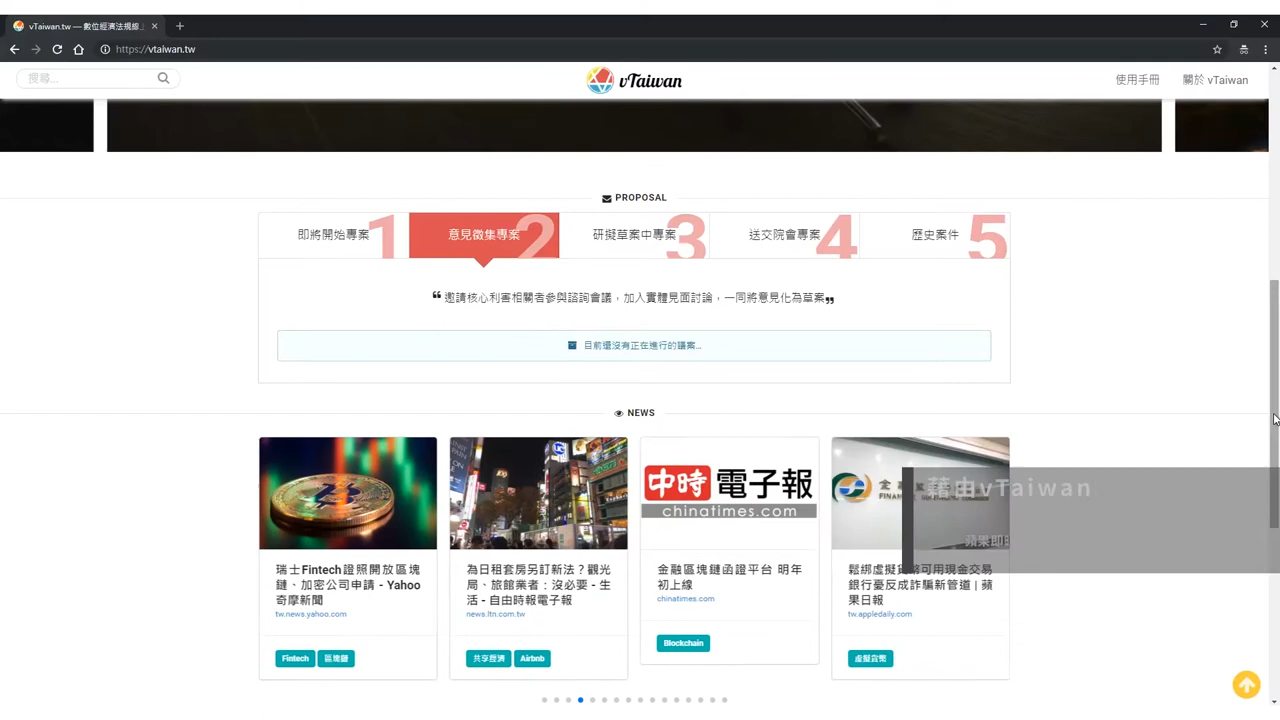 vTaiwan.tw — 數位經濟法規線上
https://vtaiwan.tw
搜尋...
vTaiwan
使用手冊
關於 vTaiwan
PROPOSAL
即將開始專案 1
意見徵集專案 2
研擬草案中專案 3
送交院會專案 4
歷史案件 5
“ 邀請核心利害相關者參與諮詢會議，加入實體見面討論，一同將意見化為草案 ”
目前還沒有正在進行的議案...
NEWS
中時電子報
chinatimes.com
瑞士Fintech證照開放區塊
鏈、加密公司申請 - Yahoo
奇摩新聞
tw.news.yahoo.com
Fintech
區塊鏈
為日租套房另訂新法？觀光
局、旅館業者：沒必要 - 生
活 - 自由時報電子報
news.ltn.com.tw
共享經濟
Airbnb
金融區塊鏈函證平台 明年
初上線
chinatimes.com
Blockchain
金
FINAN
藉由vTaiwan
蘋果即時
鬆綁虛擬貨幣可用現金交易
銀行憂反成詐騙新管道 | 蘋
果日報
tw.appledaily.com
虛擬貨幣